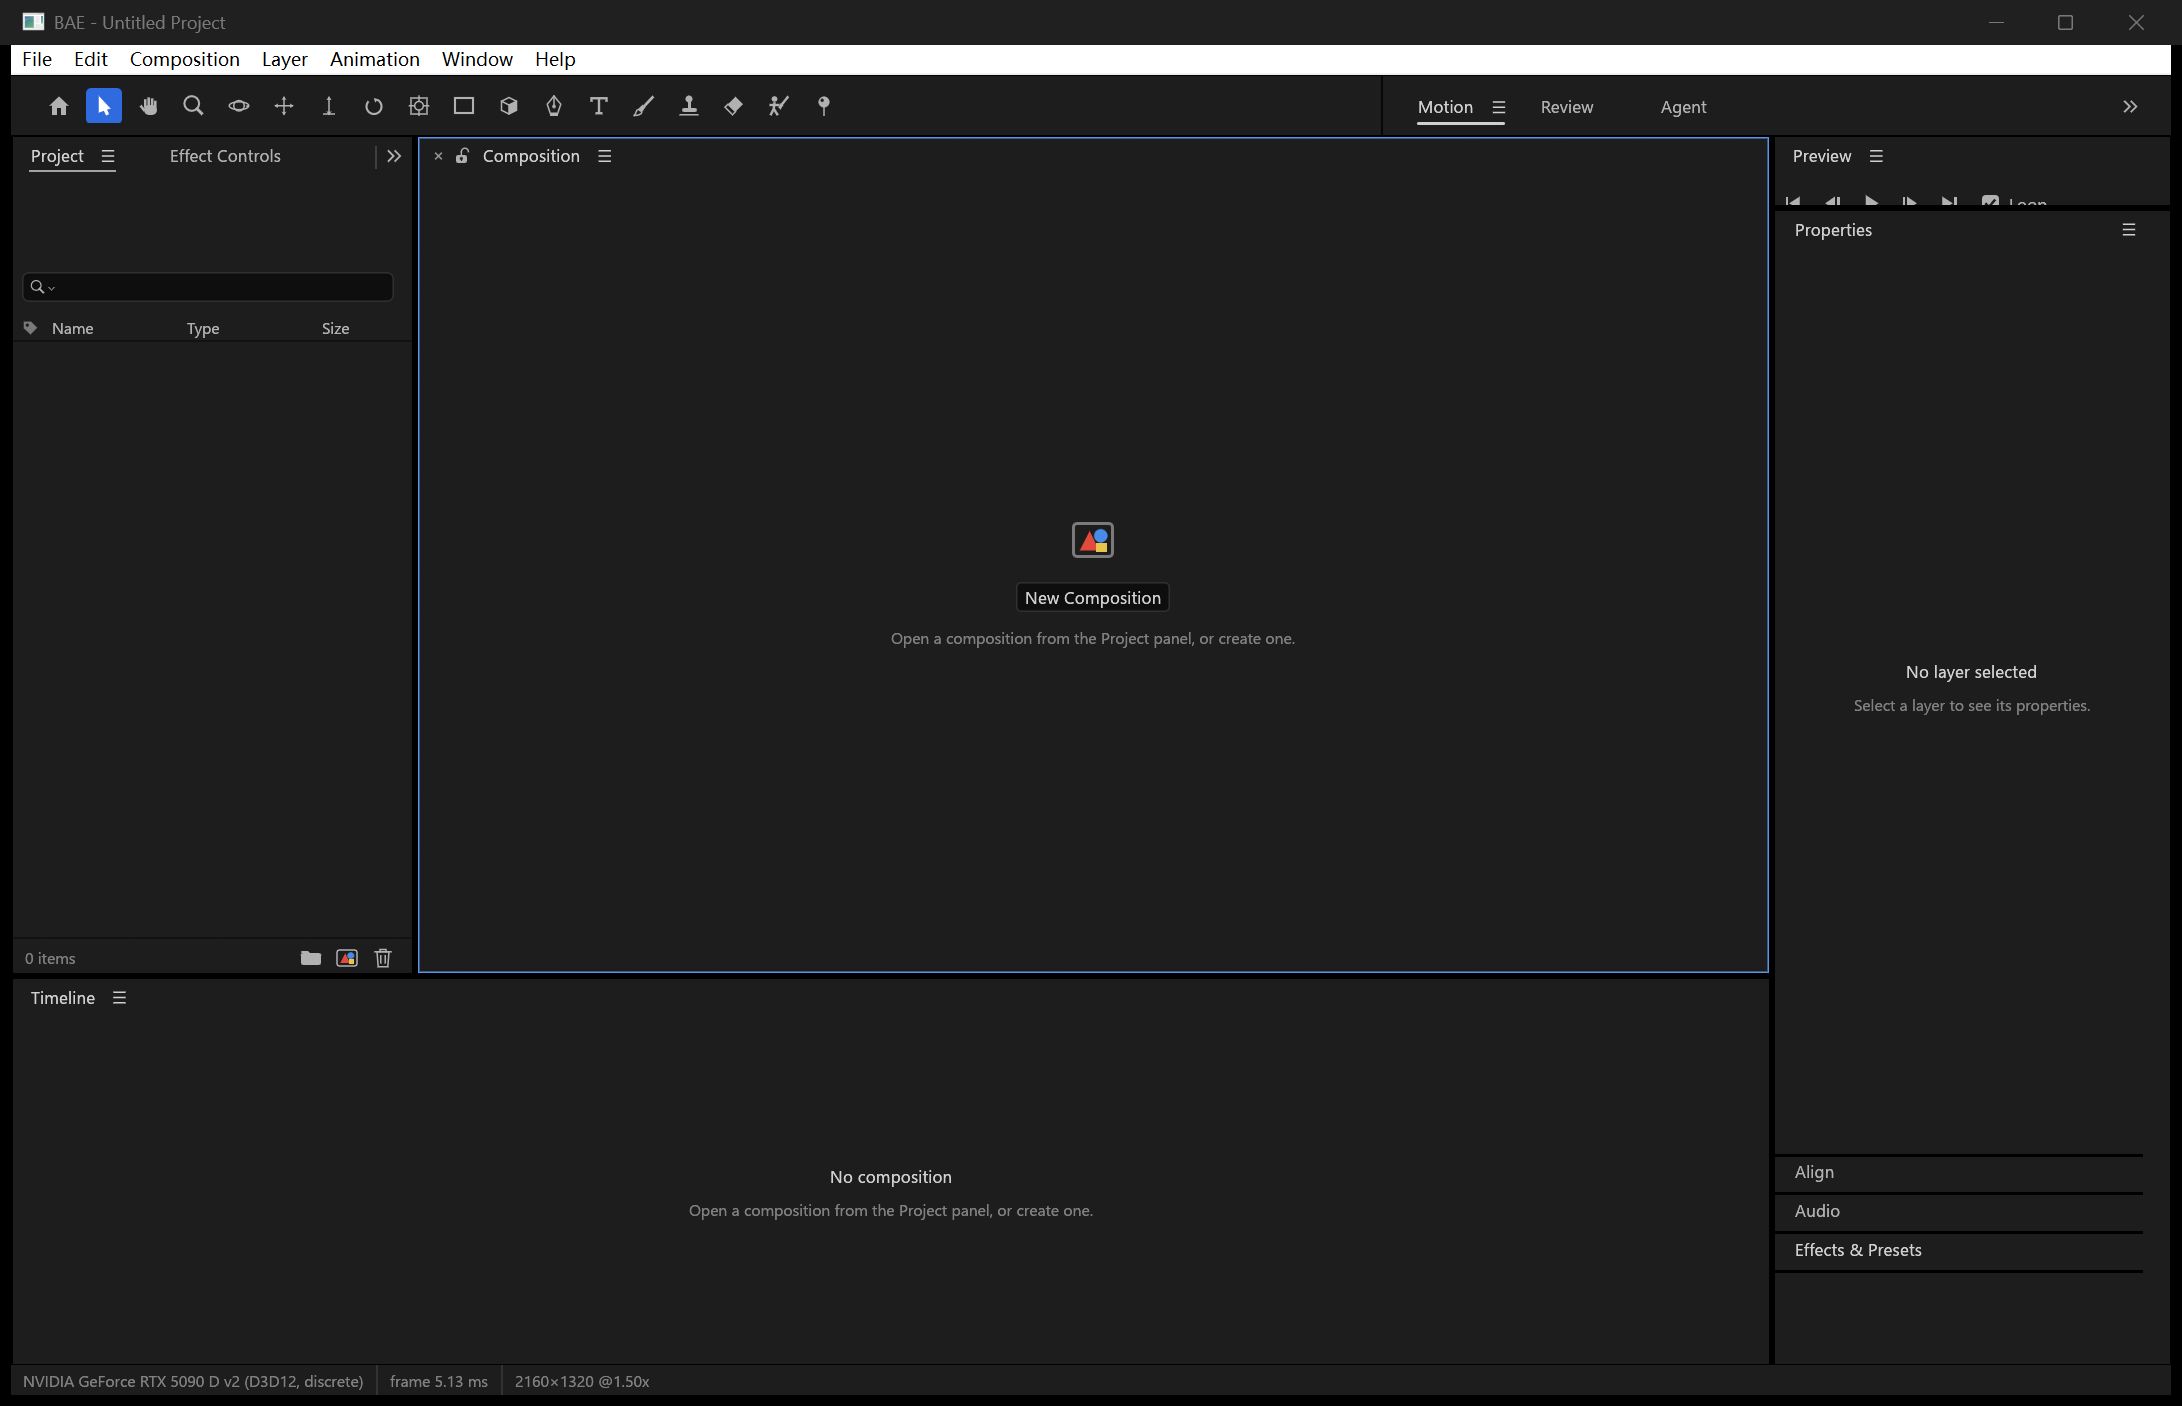 BAE - Untitled Project
File Edit Composition Layer Animation Window Help
Motion Review Agent
Project Effect Controls
Composition
Preview
Loop
Properties
Name Type Size
New Composition
Open a composition from the Project panel, or create one.
No layer selected
Select a layer to see its properties.
0 items
Timeline
No composition
Open a composition from the Project panel, or create one.
Align
Audio
Effects & Presets
NVIDIA GeForce RTX 5090 D v2 (D3D12, discrete) frame 5.13 ms 2160×1320 @1.50x